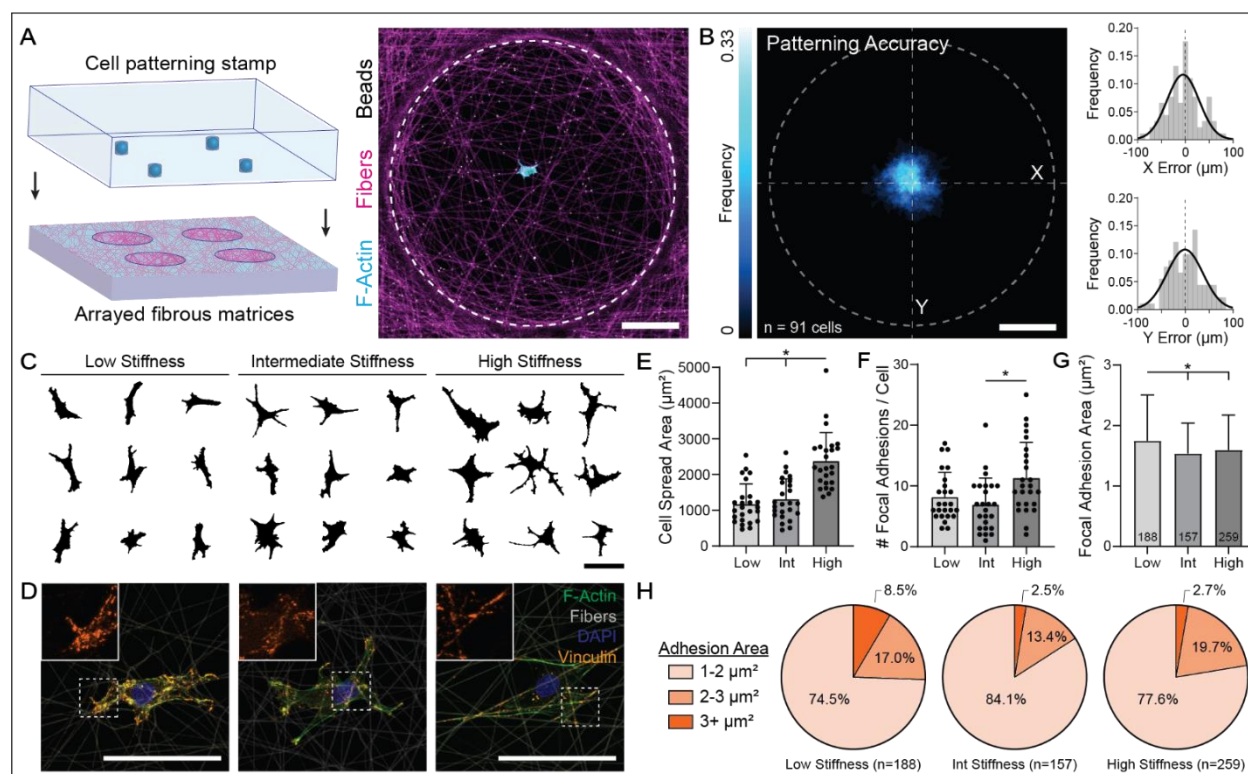 A
Cell patterning stamp
Arrayed fibrous matrices
F-Actin Fibers Beads
B
Patterning Accuracy
0.33
Frequency
0
X
Y
n = 91 cells
Frequency
0.20
0.15
0.10
0.05
0.00
-100 0 100
X Error (µm)
Frequency
0.20
0.15
0.10
0.05
0.00
-100 0 100
Y Error (µm)
C
Low Stiffness
Intermediate Stiffness
High Stiffness
D
F-Actin
Fibers
DAPI
Vinculin
E
Cell Spread Area (µm²)
5000
4000
3000
2000
1000
0
*
Low Int High
F
# Focal Adhesions / Cell
30
20
10
0
*
Low Int High
G
Focal Adhesion Area (µm²)
3
2
1
0
*
188 157 259
Low Int High
H
Adhesion Area
1-2 µm²
2-3 µm²
3+ µm²
8.5%
17.0%
74.5%
Low Stiffness (n=188)
2.5%
13.4%
84.1%
Int Stiffness (n=157)
2.7%
19.7%
77.6%
High Stiffness (n=259)